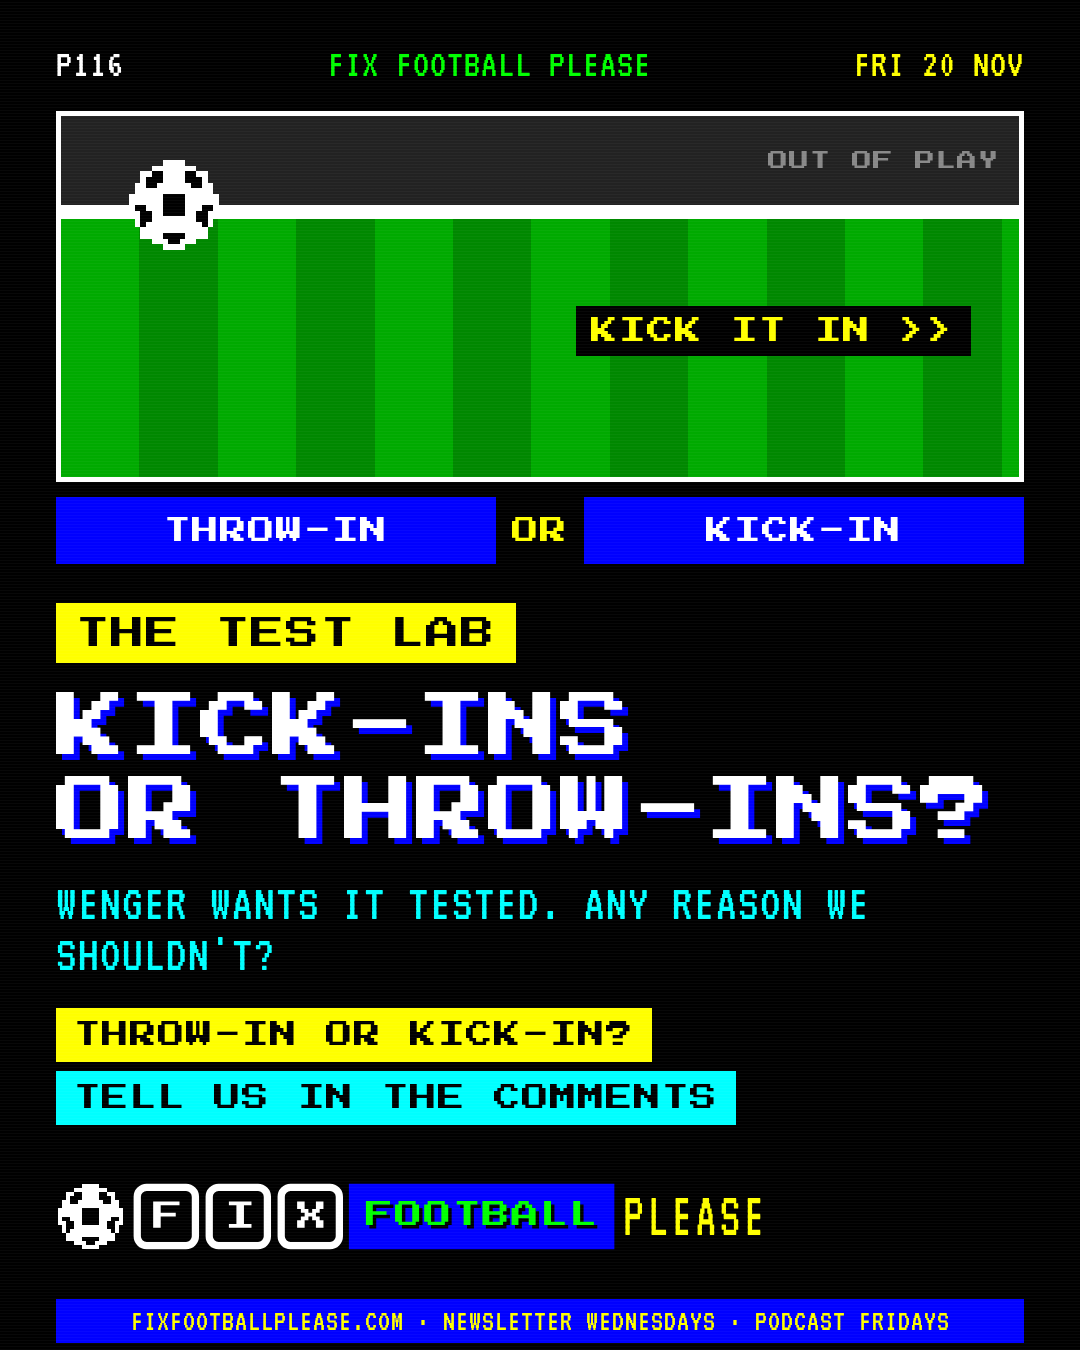 P116 FIX FOOTBALL PLEASE FRI 20 NOV
OUT OF PLAY
KICK IT IN >>
THROW-IN OR KICK-IN
THE TEST LAB
KICK-INS
OR THROW-INS?
WENGER WANTS IT TESTED. ANY REASON WE
SHOULDN'T?
THROW-IN OR KICK-IN?
TELL US IN THE COMMENTS
FIX FOOTBALL PLEASE
FIXFOOTBALLPLEASE.COM · NEWSLETTER WEDNESDAYS · PODCAST FRIDAYS